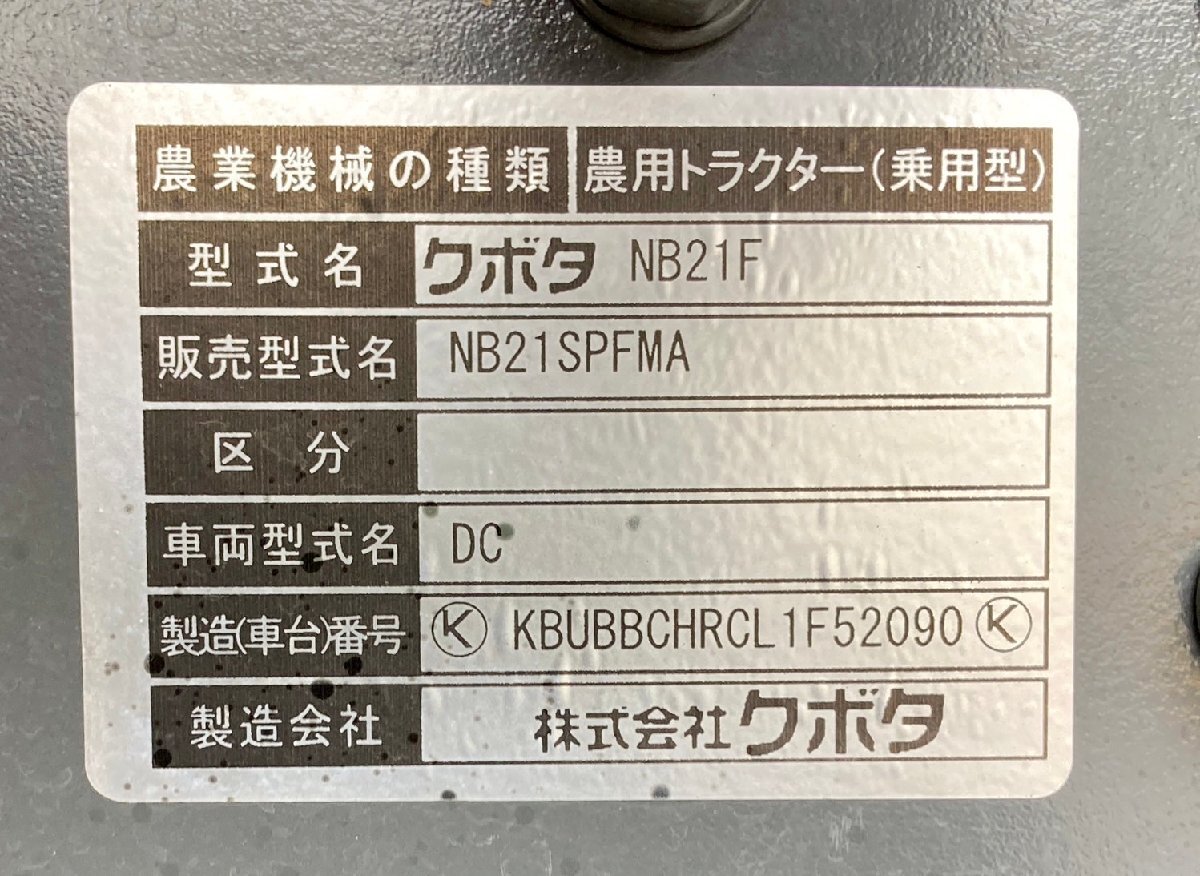 農業機械の種類 農用トラクター(乗用型)
型式名 クボタ NB21F
販売型式名 NB21SPFMA
区分
車両型式名 DC
製造(車台)番号 Ⓚ KBUBBCHRCL1F52090 Ⓚ
製造会社 株式会社クボタ